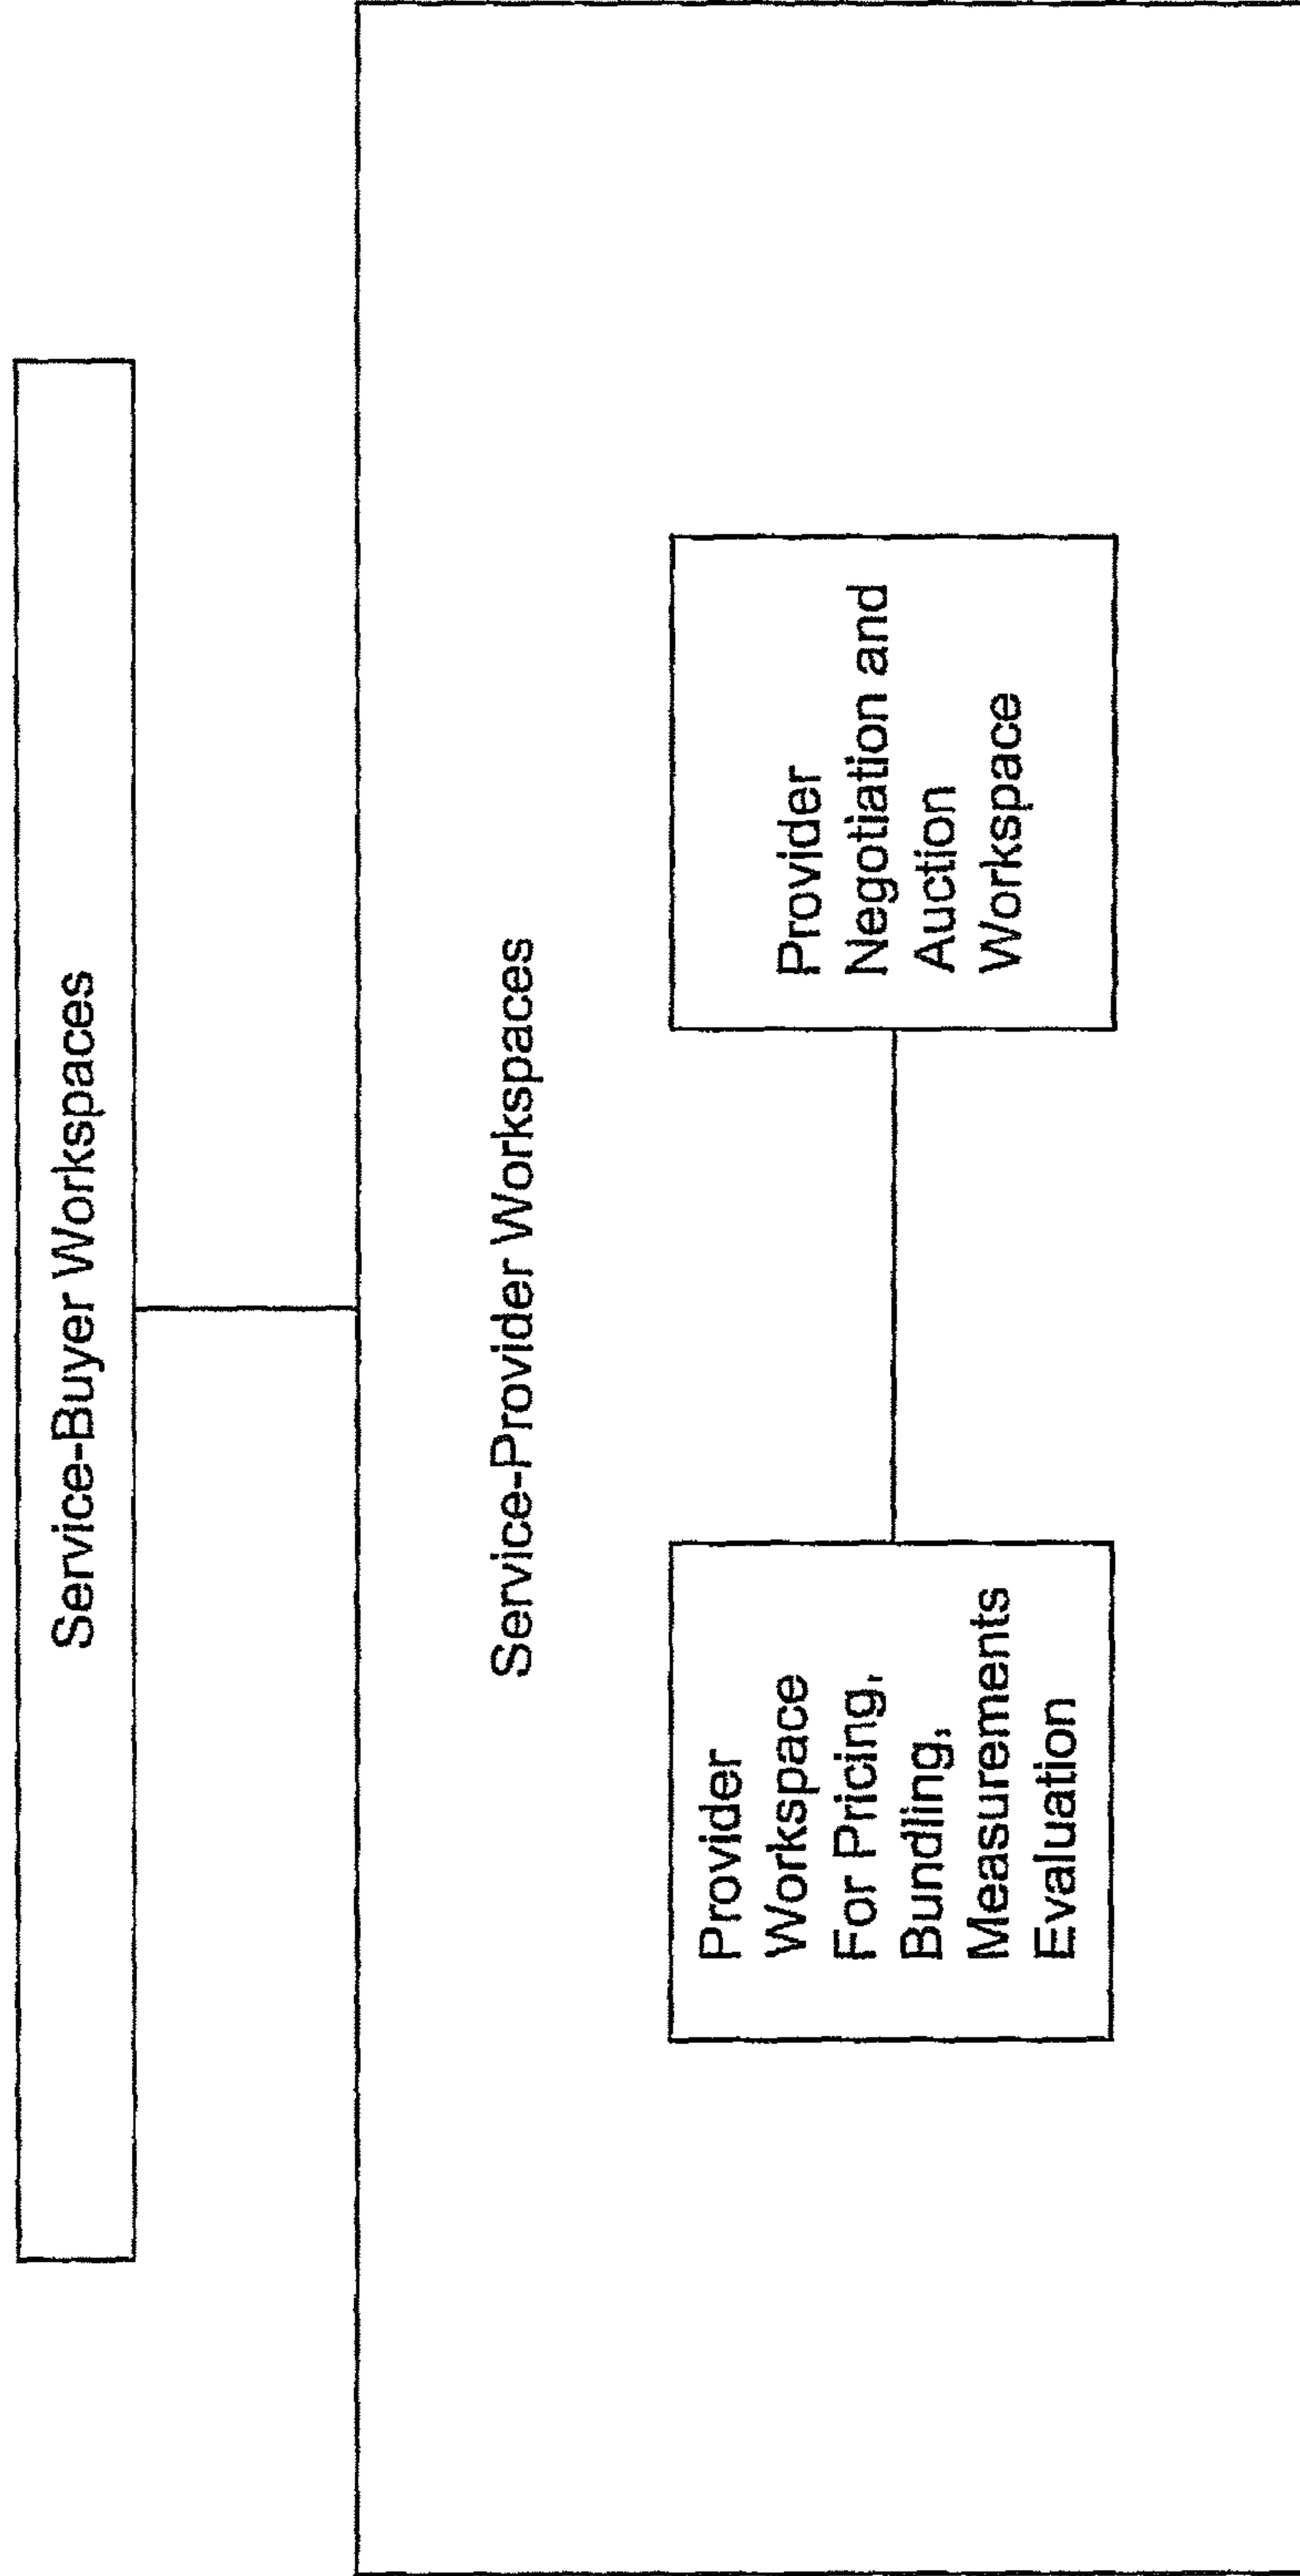 Service-Buyer Workspaces
Service-Provider Workspaces
Provider
Workspace
For Pricing,
Bundling,
Measurements
Evaluation
Provider
Negotiation and
Auction
Workspace